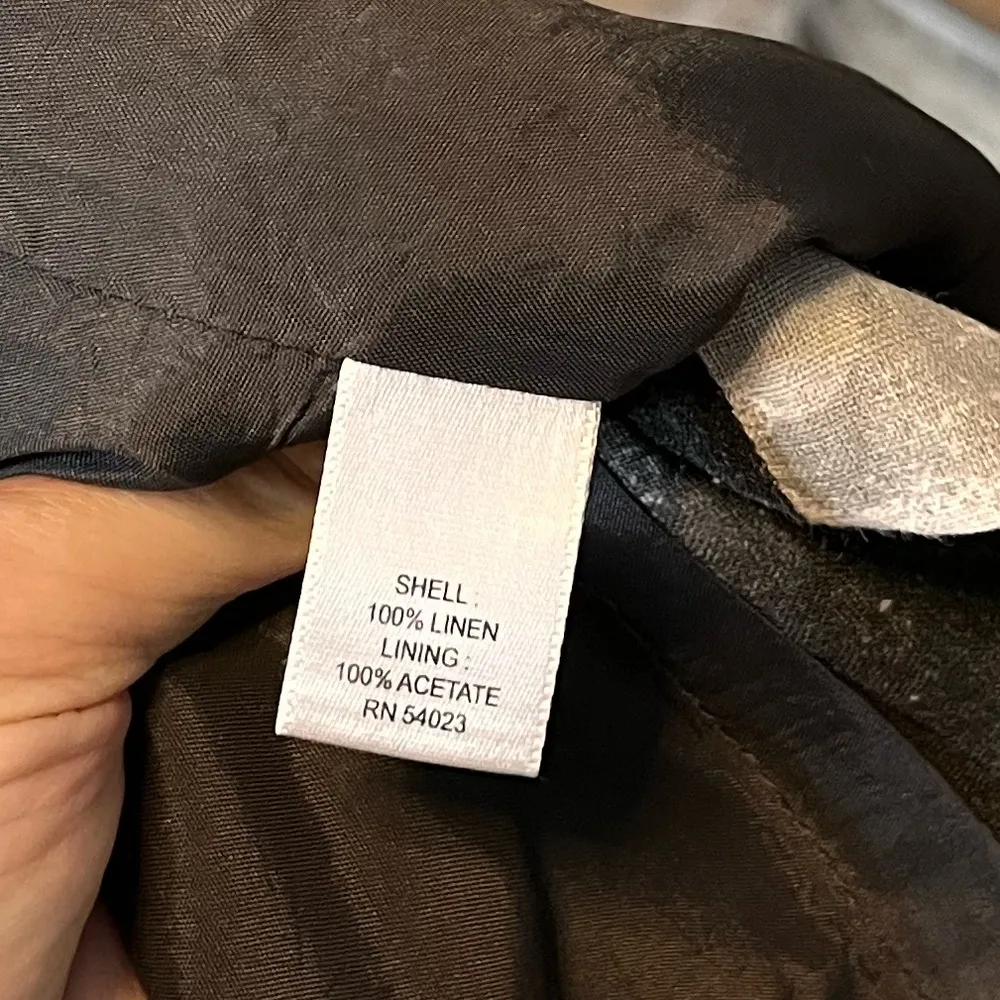 SHELL :
100% LINEN
LINING :
100% ACETATE
RN 54023